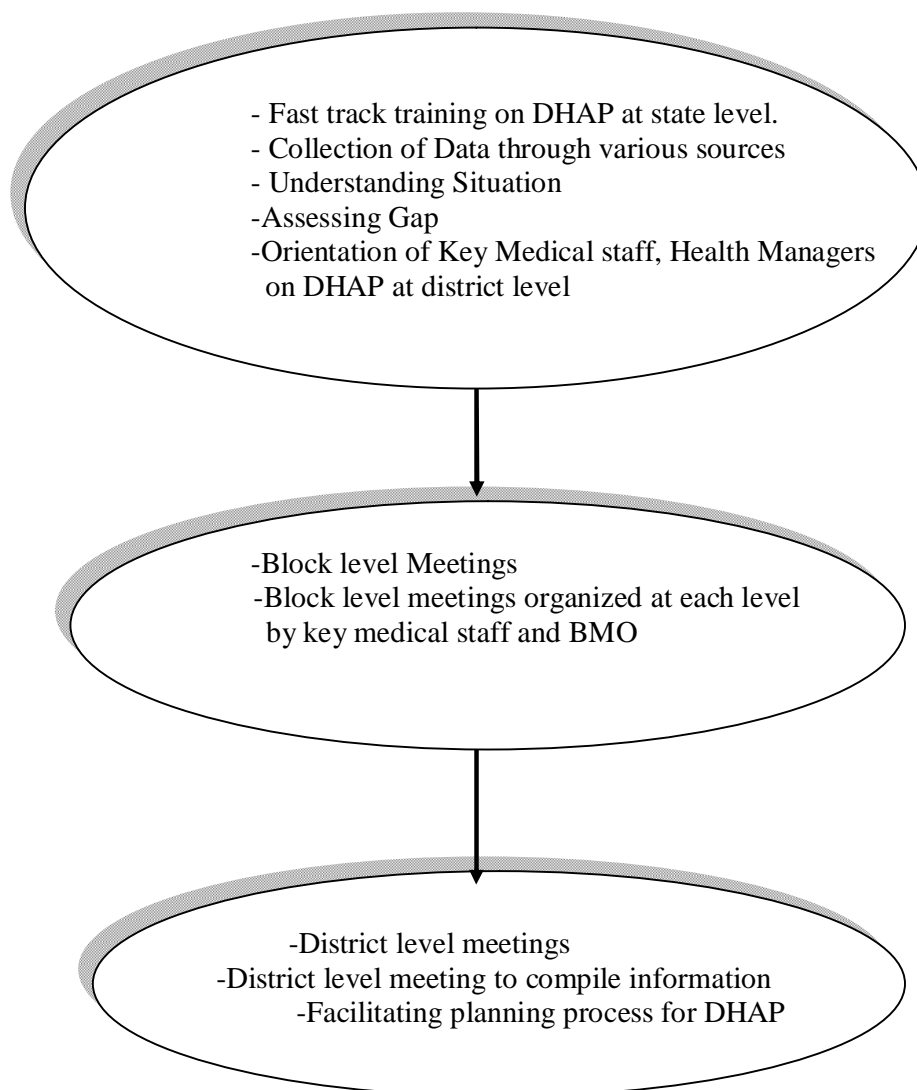 - Fast track training on DHAP at state level.
- Collection of Data through various sources
- Understanding Situation
-Assessing Gap
-Orientation of Key Medical staff, Health Managers
on DHAP at district level
-Block level Meetings
-Block level meetings organized at each level
by key medical staff and BMO
-District level meetings
-District level meeting to compile information
-Facilitating planning process for DHAP